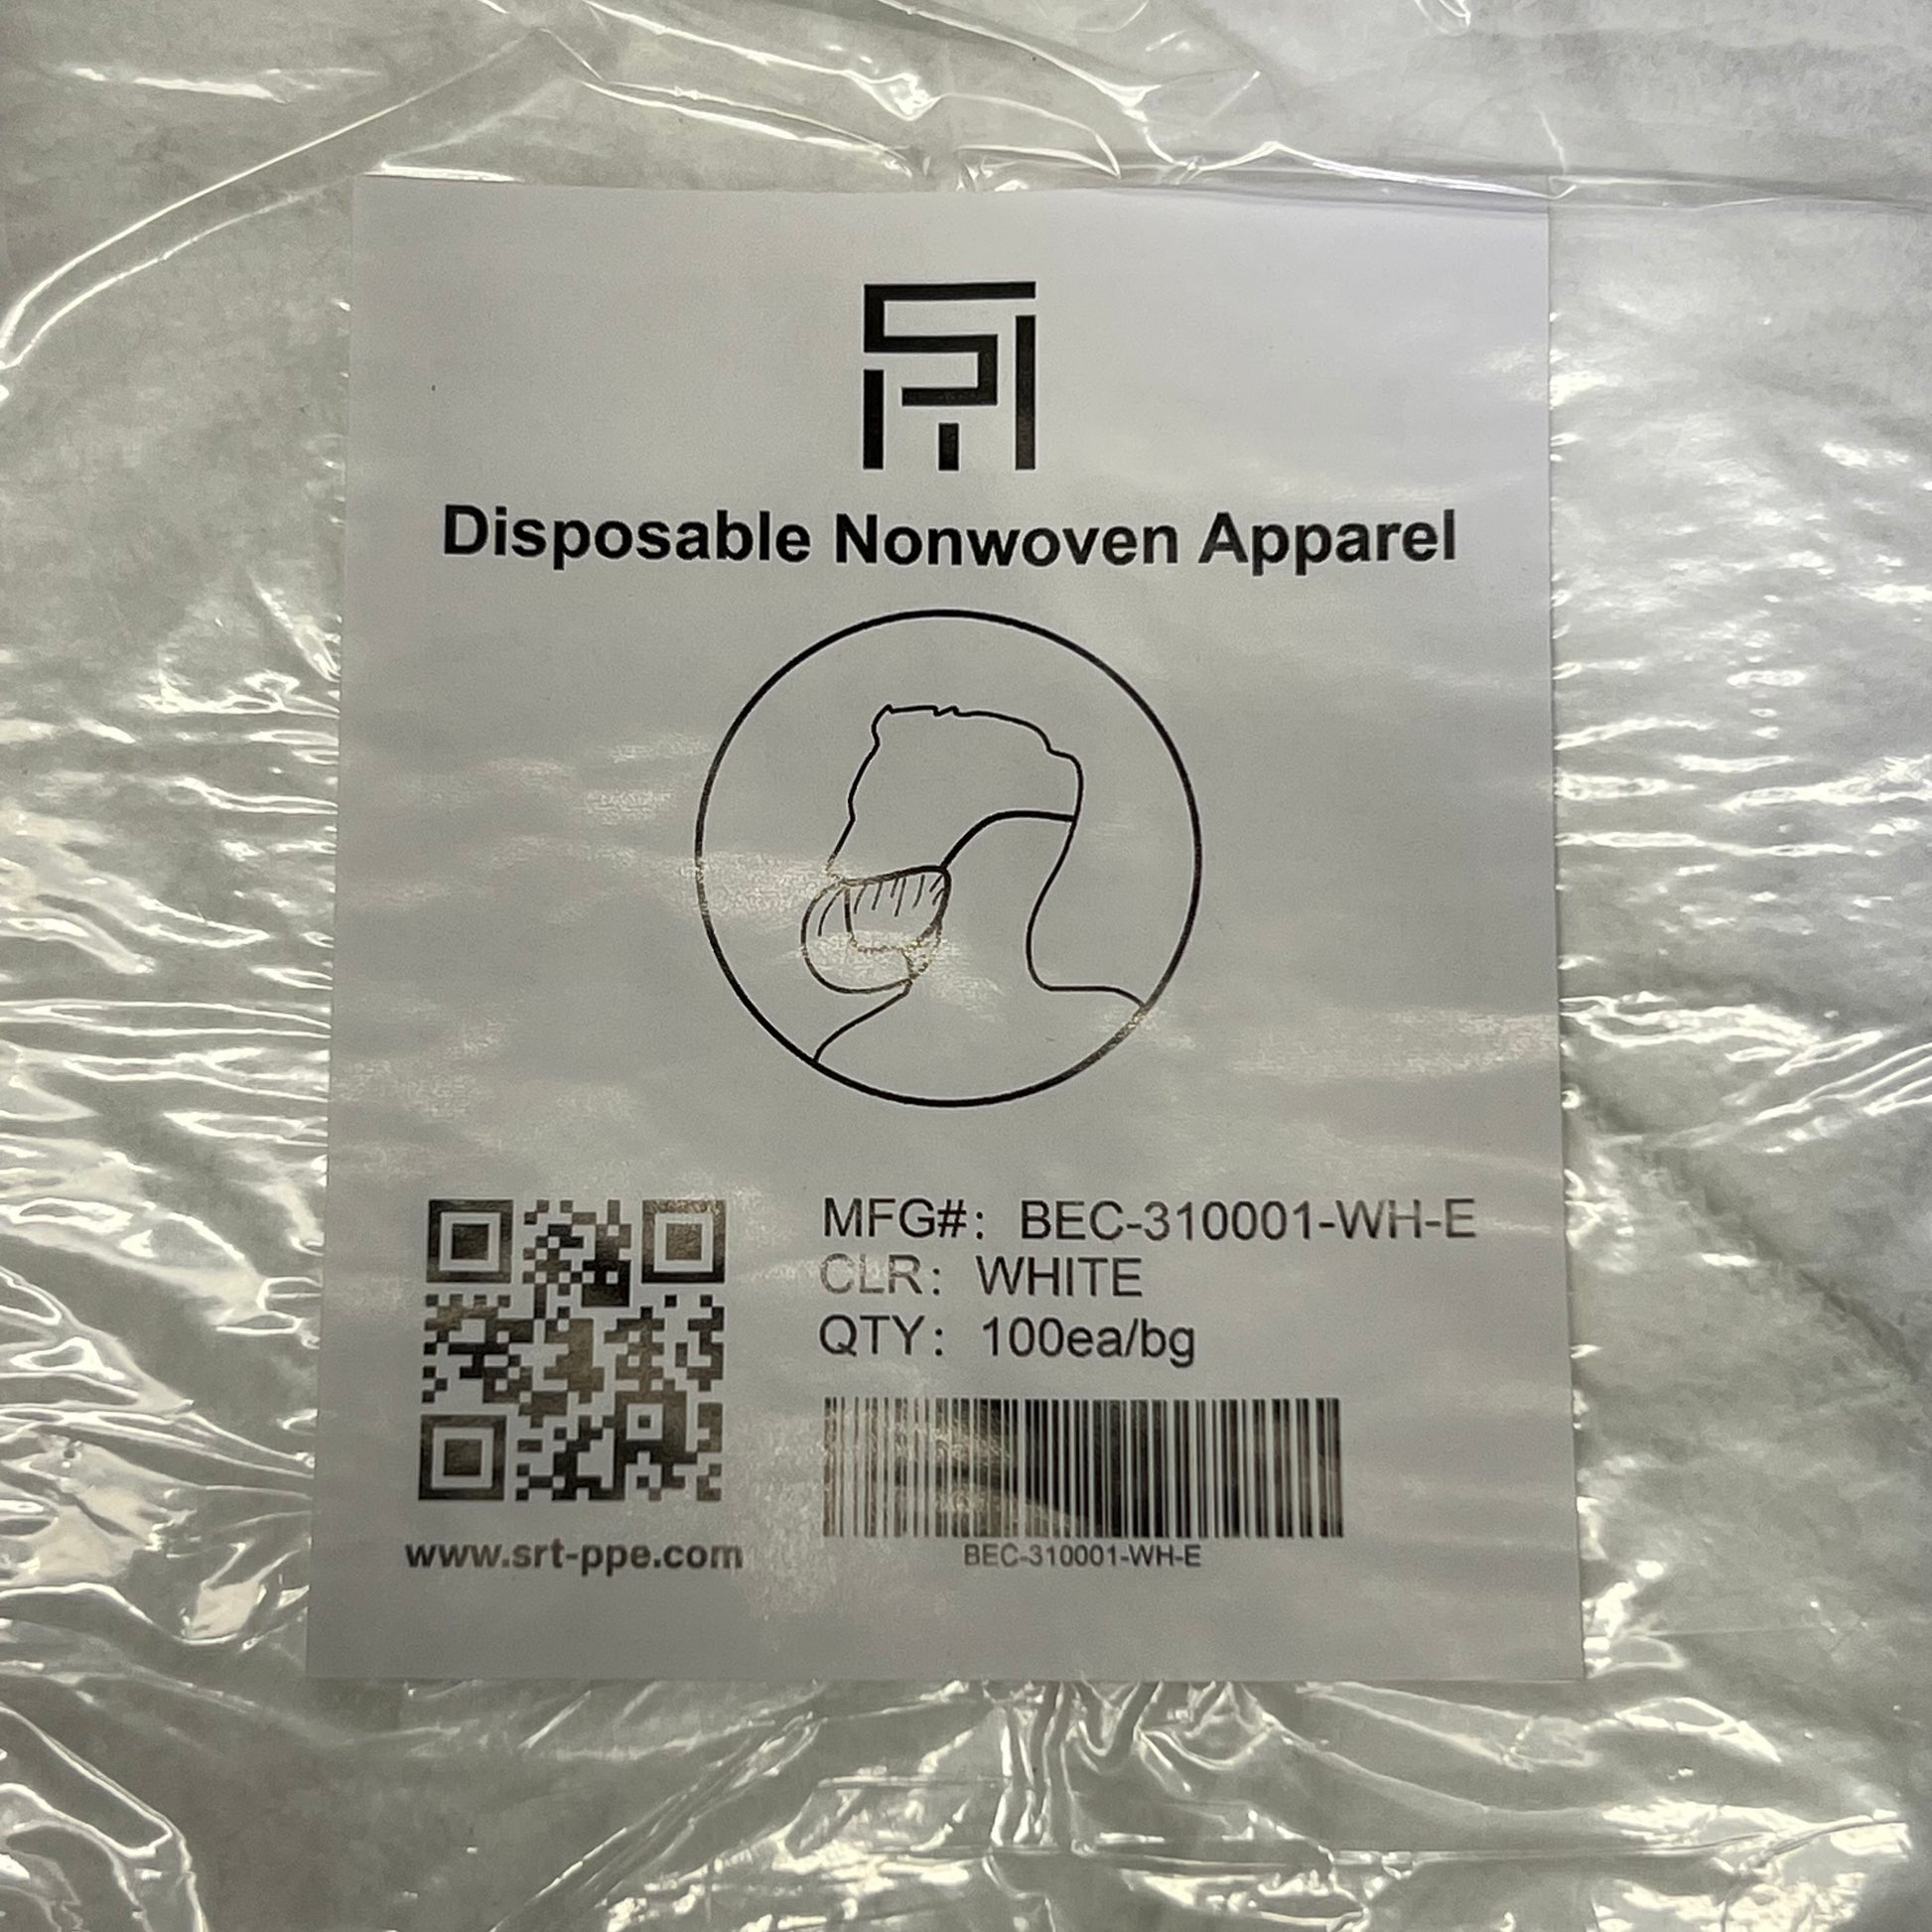 Disposable Nonwoven Apparel
MFG#: BEC-310001-WH-E
CLR: WHITE
QTY: 100ea/bg
BEC-310001-WH-E
www.srt-ppe.com